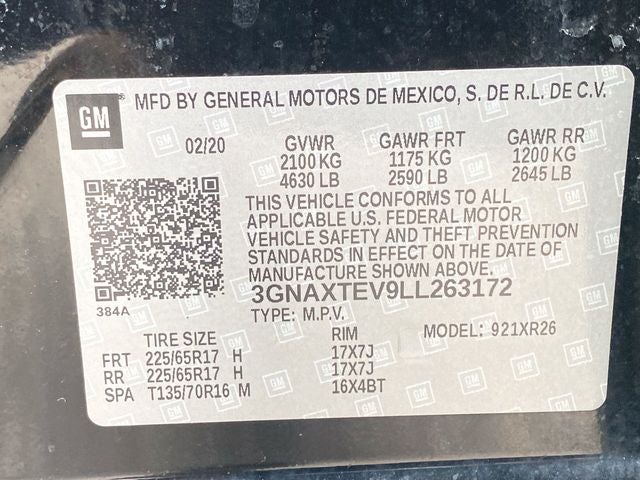 GM ® MFD BY GENERAL MOTORS DE MEXICO, S. DE R.L. DE C.V.
02/20 GVWR GAWR FRT GAWR RR
2100 KG 1175 KG 1200 KG
4630 LB 2590 LB 2645 LB
THIS VEHICLE CONFORMS TO ALL
APPLICABLE U.S. FEDERAL MOTOR
VEHICLE SAFETY AND THEFT PREVENTION
STANDARDS IN EFFECT ON THE DATE OF
MANUFACTURE SHOWN ABOVE.
384A
3GNAXTEV9LL263172
TYPE: M.P.V. MODEL: 921XR26
TIRE SIZE RIM
FRT 225/65R17 H 17X7J
RR 225/65R17 H 17X7J
SPA T135/70R16 M 16X4BT